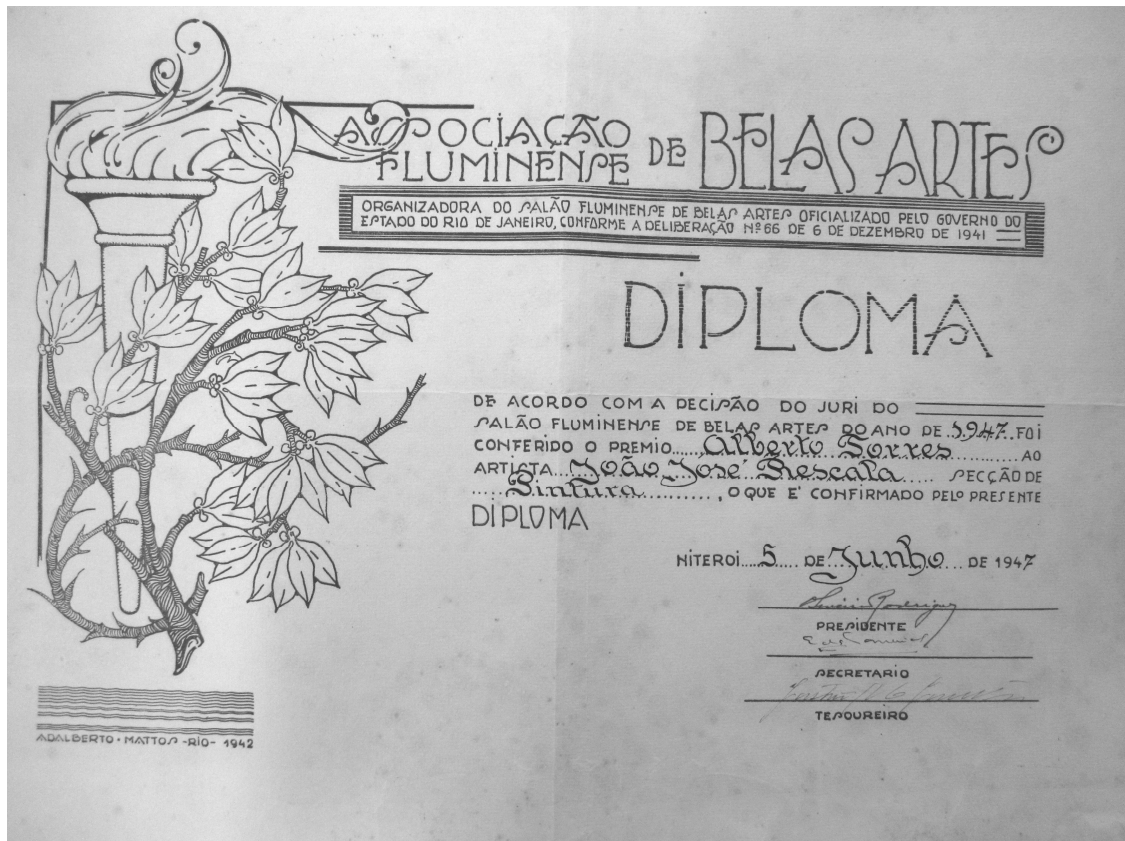 ASSOCIAÇÃO
FLUMINENSE DE BELAS ARTES
ORGANIZADORA DO SALÃO FLUMINENSE DE BELAS ARTES OFICIALIZADO PELO GOVERNO DO
ESTADO DO RIO DE JANEIRO, CONFORME A DELIBERAÇÃO Nº 66 DE 6 DE DEZEMBRO DE 1941
DIPLOMA
DE ACORDO COM A DECISÃO DO JURI DO
SALÃO FLUMINENSE DE BELAS ARTES DO ANO DE 1947 FOI
CONFERIDO O PREMIO Alberto Torres AO
ARTISTA João José Rescala SECÇÃO DE
Pintura, O QUE E' CONFIRMADO PELO PRESENTE
DIPLOMA
NITEROI 5 DE Junho DE 1947
Rodrigues
PRESIDENTE
SECRETARIO
TESOUREIRO
ADALBERTO · MATTOS - RIO - 1942